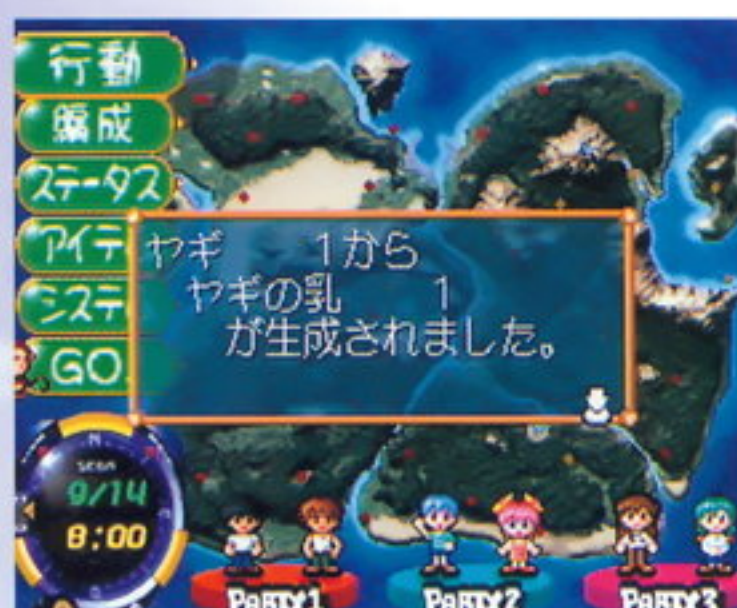 行動
編成
ステータス
アイテ
システ
GO
ヤギ 1から
ヤギの乳 1
が生成されました。
N
9/14
8:00
PARTY1
PARTY2
PARTY3